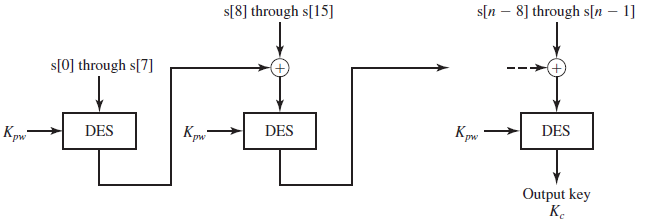 s[8] through s[15]
s[n − 8] through s[n − 1]
s[0] through s[7]
+
+
K_pw
DES
K_pw
DES
K_pw
DES
Output key
K_c